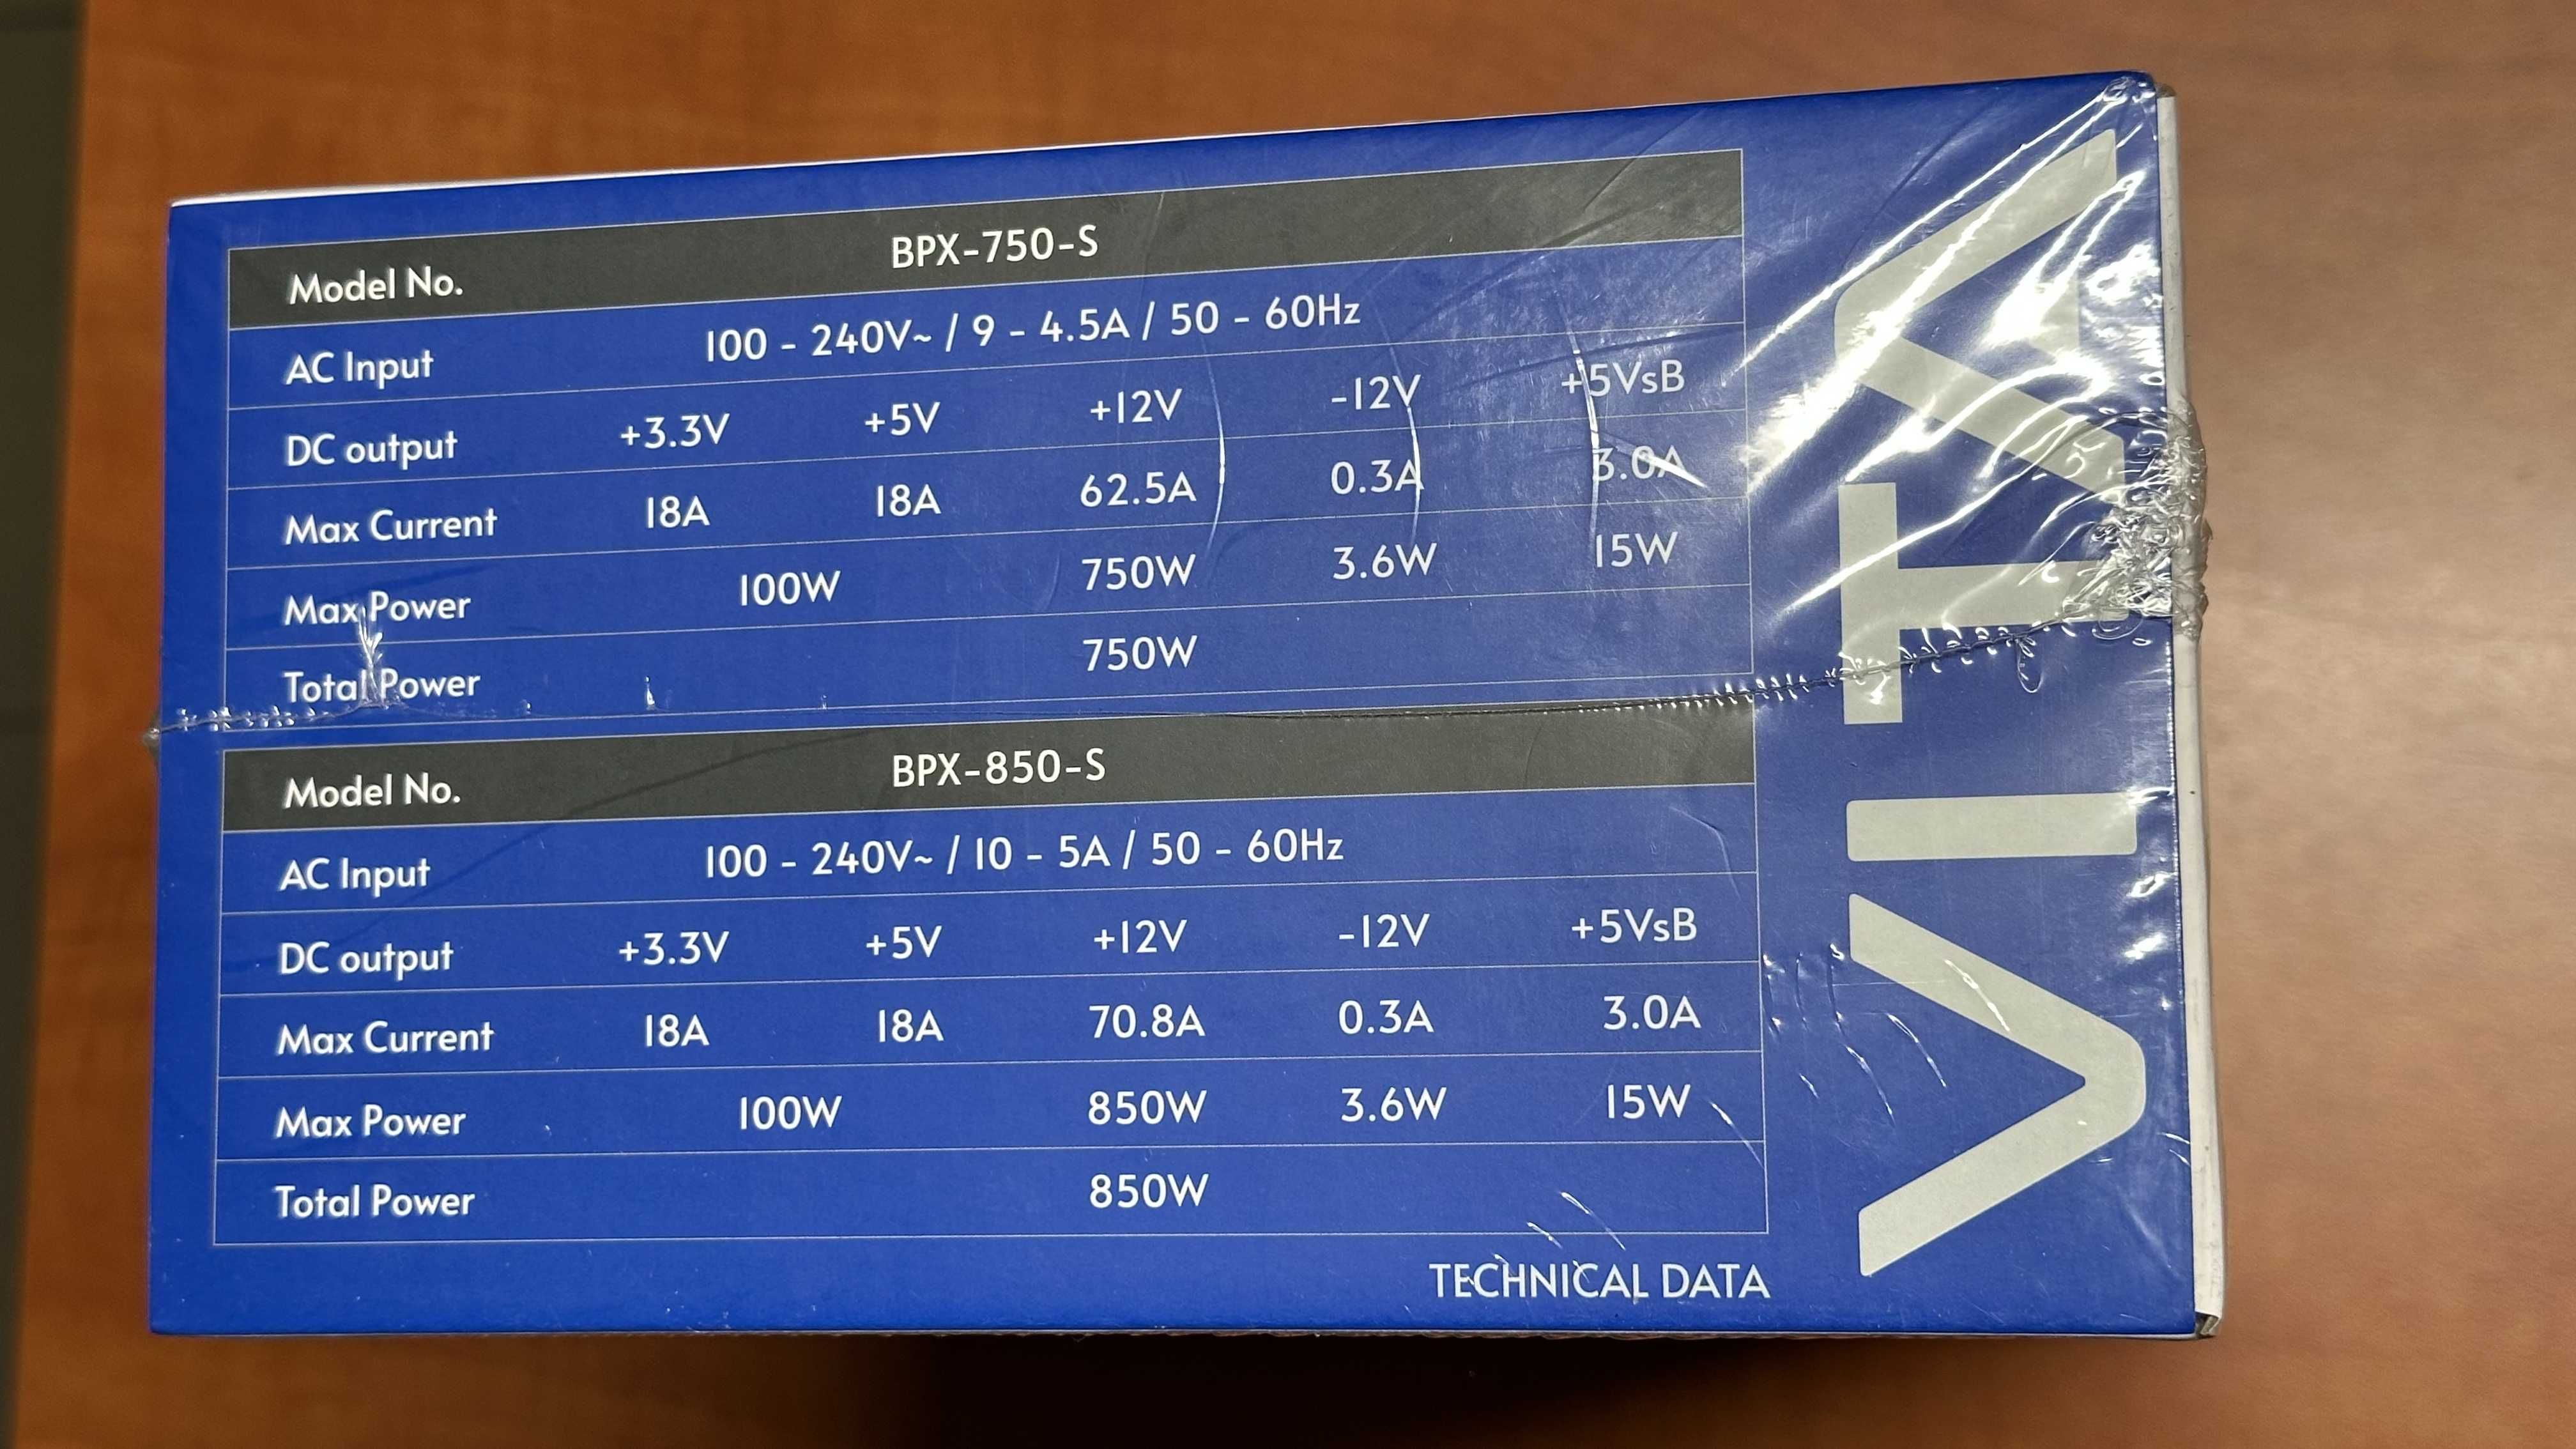 Model No. BPX-750-S
AC Input 100 - 240V~ / 9 - 4.5A / 50 - 60Hz
DC output +3.3V +5V +12V -12V +5VsB
Max Current 18A 18A 62.5A 0.3A 3.0A
Max Power 100W 750W 3.6W 15W
Total Power 750W
Model No. BPX-850-S
AC Input 100 - 240V~ / 10 - 5A / 50 - 60Hz
DC output +3.3V +5V +12V -12V +5VsB
Max Current 18A 18A 70.8A 0.3A 3.0A
Max Power 100W 850W 3.6W 15W
Total Power 850W
TECHNICAL DATA
VITA